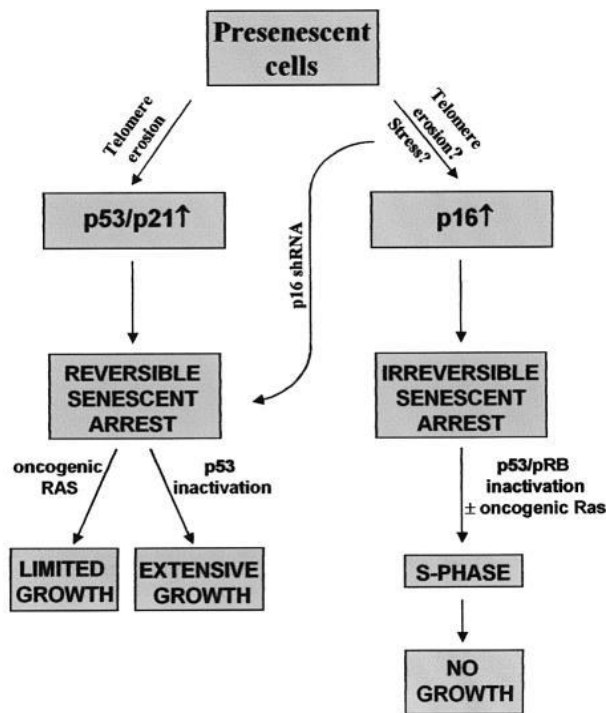 Presenescent
cells
Telomere
erosion
Telomere
erosion?
Stress?
p53/p21↑
p16↑
p16 shRNA
REVERSIBLE
SENESCENT
ARREST
IRREVERSIBLE
SENESCENT
ARREST
oncogenic
RAS
p53
inactivation
p53/pRB
inactivation
± oncogenic Ras
LIMITED
GROWTH
EXTENSIVE
GROWTH
S-PHASE
NO
GROWTH